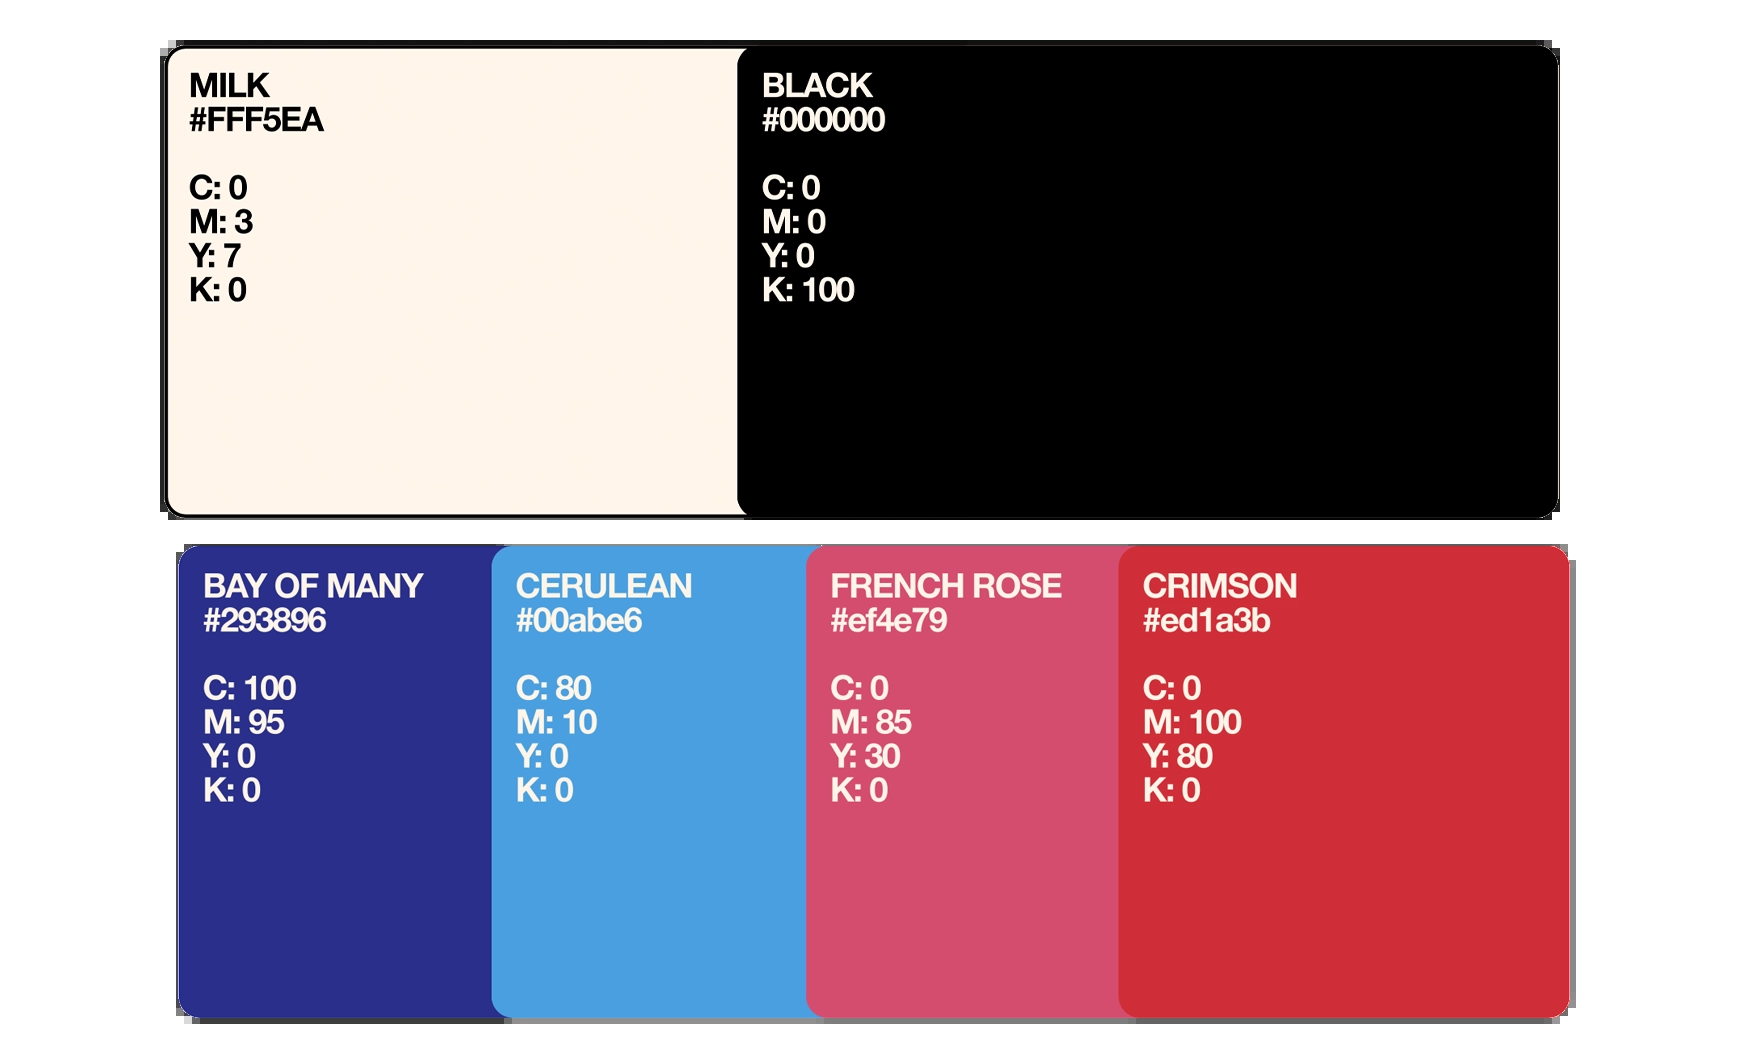 MILK
#FFF5EA
C: 0
M: 3
Y: 7
K: 0
BLACK
#000000
C: 0
M: 0
Y: 0
K: 100
BAY OF MANY
#293896
C: 100
M: 95
Y: 0
K: 0
CERULEAN
#00abe6
C: 80
M: 10
Y: 0
K: 0
FRENCH ROSE
#ef4e79
C: 0
M: 85
Y: 30
K: 0
CRIMSON
#ed1a3b
C: 0
M: 100
Y: 80
K: 0